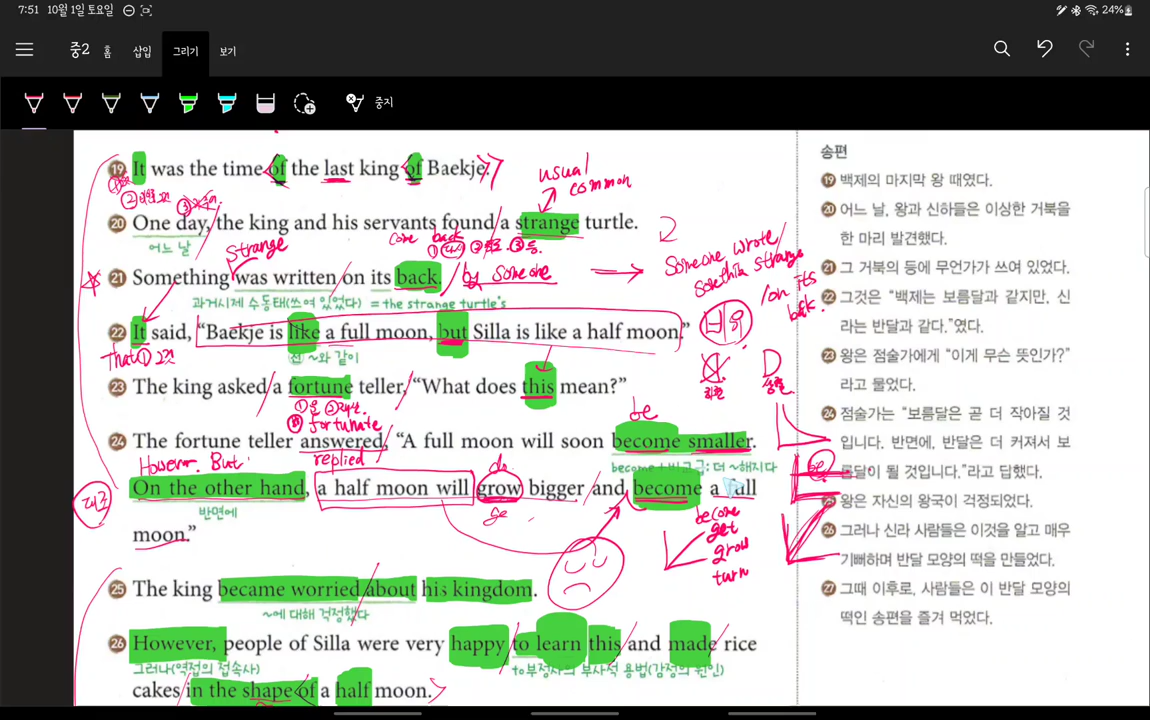 7:51 10월 1일 토요일
24%
중2 홈 삽입 그리기 보기
중지
19 It was the time of the last king of Baekje.
usual
common
20 One day, the king and his servants found a strange turtle.
어느 날
strange
come back
by someone
21 Something was written on its back.
Someone wrote
something strange
/on its
back.
과거시제 수동태(쓰여 있었다) = the strange turtle's
22 It said, “Baekje is like a full moon, but Silla is like a half moon.”
That
전 ~와 같이
비유
23 The king asked a fortune teller, “What does this mean?”
fortunate
be
24 The fortune teller answered, “A full moon will soon become smaller.
However. But
replied
become + 비교급: 더 ~해지다
On the other hand, a half moon will grow bigger and become a full
반면에
대조
become
get
grow
turn
moon.”
25 The king became worried about his kingdom.
~에 대해 걱정했다
26 However, people of Silla were very happy to learn this and made rice
그러나(역접의 접속사)
to부정사의 부사적 용법(감정의 원인)
cakes in the shape of a half moon.
송편
19 백제의 마지막 왕 때였다.
20 어느 날, 왕과 신하들은 이상한 거북을
한 마리 발견했다.
21 그 거북의 등에 무언가가 쓰여 있었다.
22 그것은 “백제는 보름달과 같지만, 신
라는 반달과 같다.”였다.
23 왕은 점술가에게 “이게 무슨 뜻인가?”
라고 물었다.
24 점술가는 “보름달은 곧 더 작아질 것
입니다. 반면에, 반달은 더 커져서 보
름달이 될 것입니다.”라고 답했다.
25 왕은 자신의 왕국이 걱정되었다.
26 그러나 신라 사람들은 이것을 알고 매우
기뻐하며 반달 모양의 떡을 만들었다.
27 그때 이후로, 사람들은 이 반달 모양의
떡인 송편을 즐겨 먹었다.